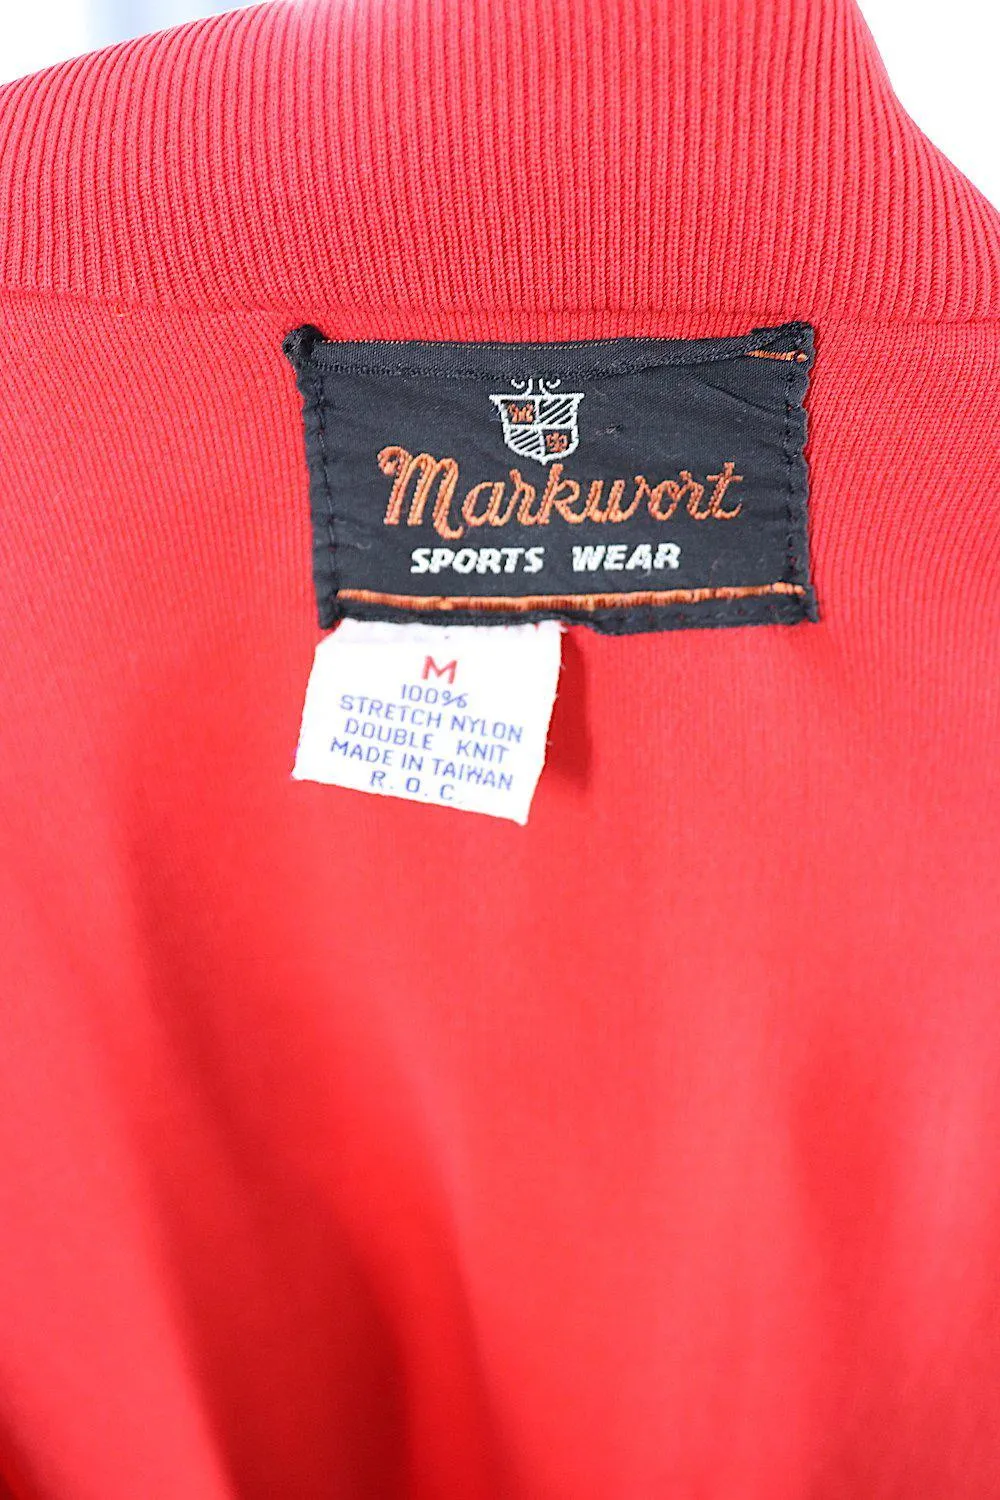 Markwort
SPORTS WEAR
M
100%
STRETCH NYLON
DOUBLE KNIT
MADE IN TAIWAN
R. O. C.